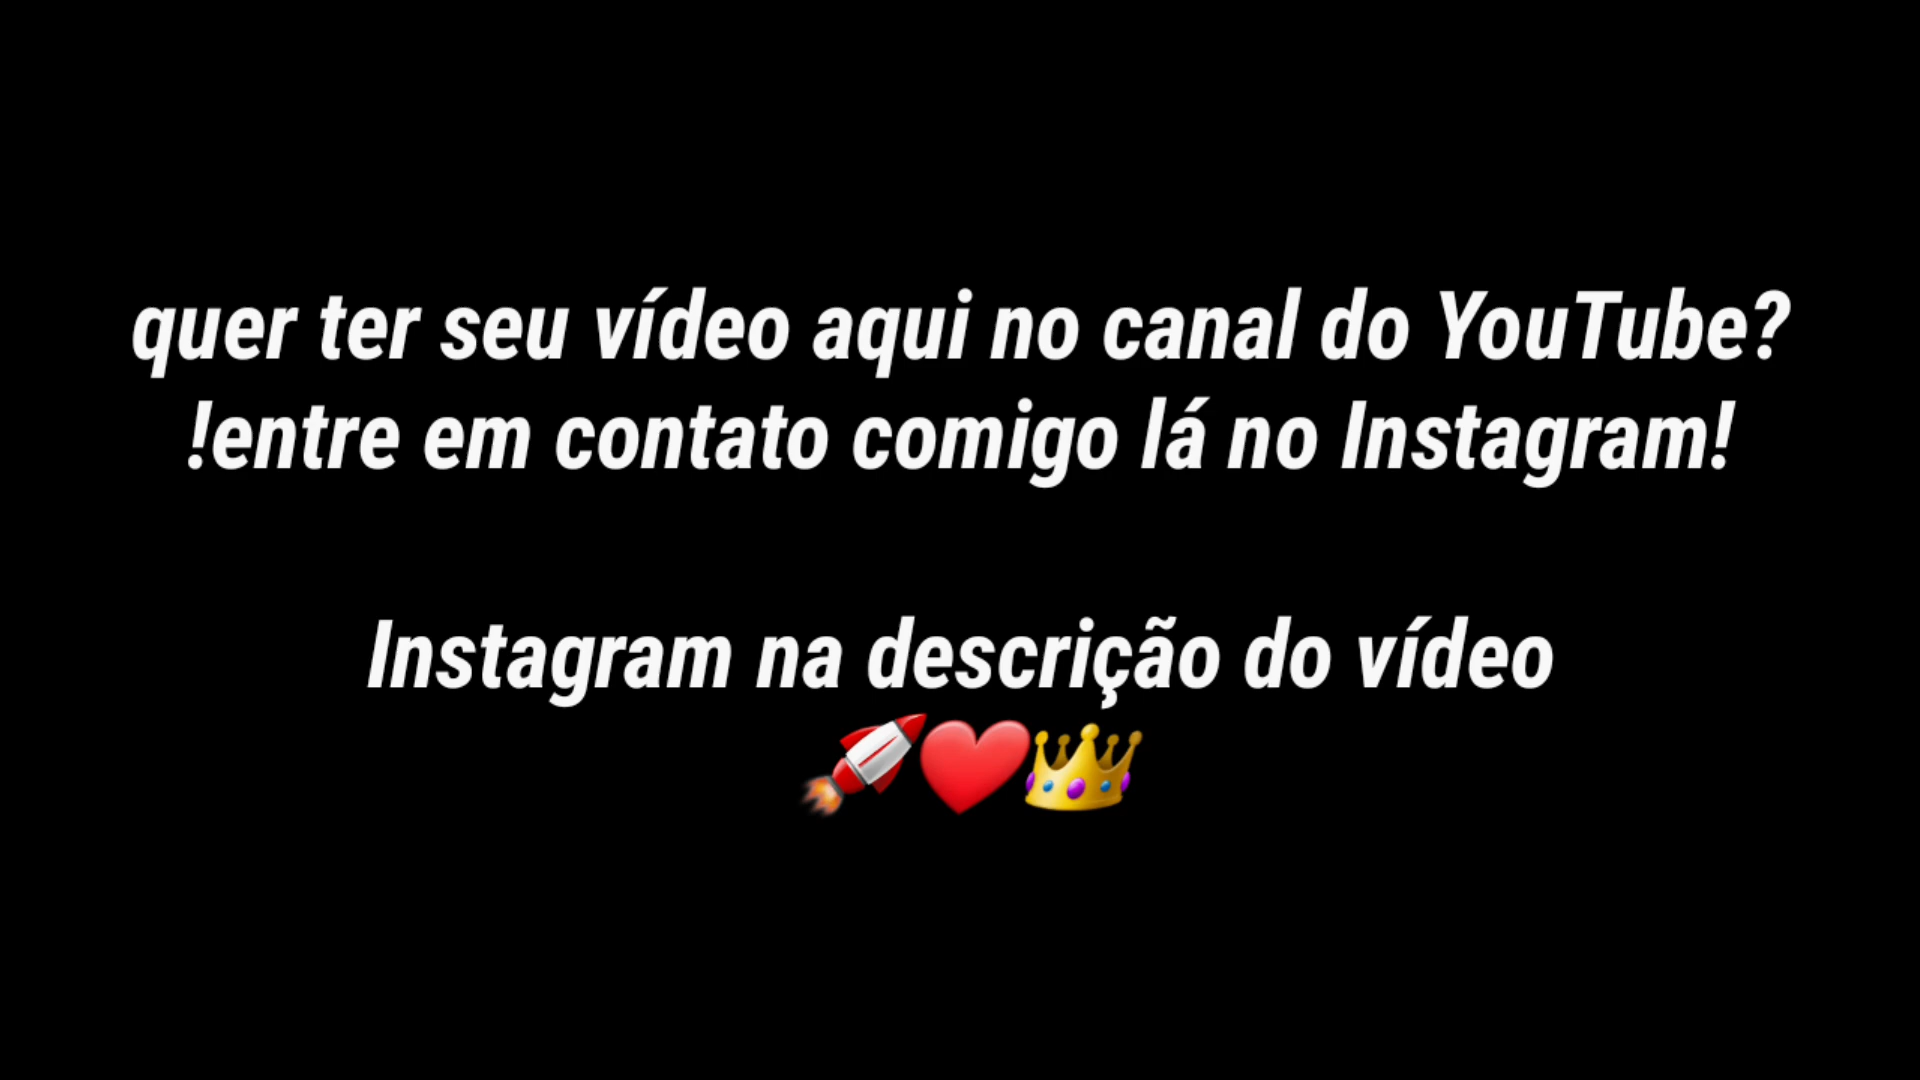 quer ter seu vídeo aqui no canal do YouTube?
!entre em contato comigo lá no Instagram!
Instagram na descrição do vídeo
🚀❤️👑